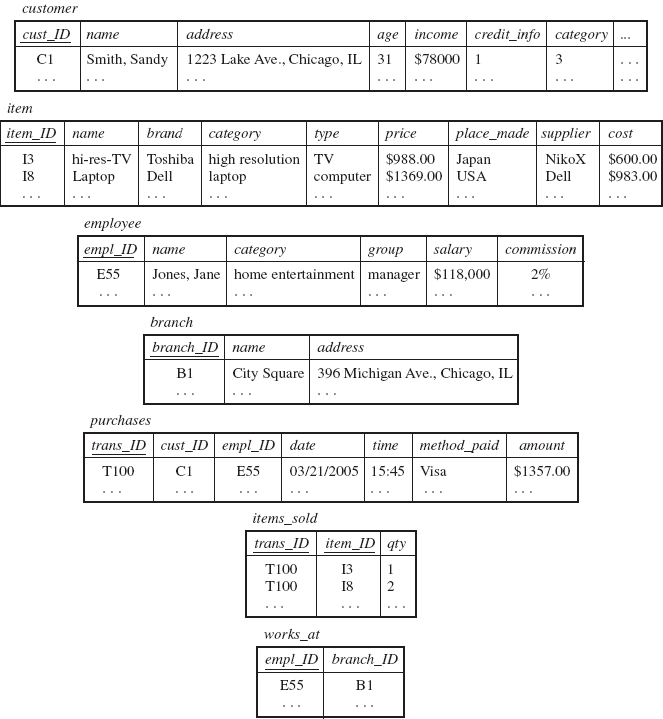 customer
cust_ID name address age income credit_info category ...
C1 Smith, Sandy 1223 Lake Ave., Chicago, IL 31 $78000 1 3 . . .
. . . . . . . . . . . . . . . . . . . . . . . .
item
item_ID name brand category type price place_made supplier cost
I3 hi-res-TV Toshiba high resolution TV $988.00 Japan NikoX $600.00
I8 Laptop Dell laptop computer $1369.00 USA Dell $983.00
. . . . . . . . . . . . . . . . . . . . . . . . . . .
employee
empl_ID name category group salary commission
E55 Jones, Jane home entertainment manager $118,000 2%
. . . . . . . . . . . . . . . . . .
branch
branch_ID name address
B1 City Square 396 Michigan Ave., Chicago, IL
. . . . . . . . .
purchases
trans_ID cust_ID empl_ID date time method_paid amount
T100 C1 E55 03/21/2005 15:45 Visa $1357.00
. . . . . . . . . . . . . . . . . . . . .
items_sold
trans_ID item_ID qty
T100 I3 1
T100 I8 2
. . . . . . . . .
works_at
empl_ID branch_ID
E55 B1
. . . . . .